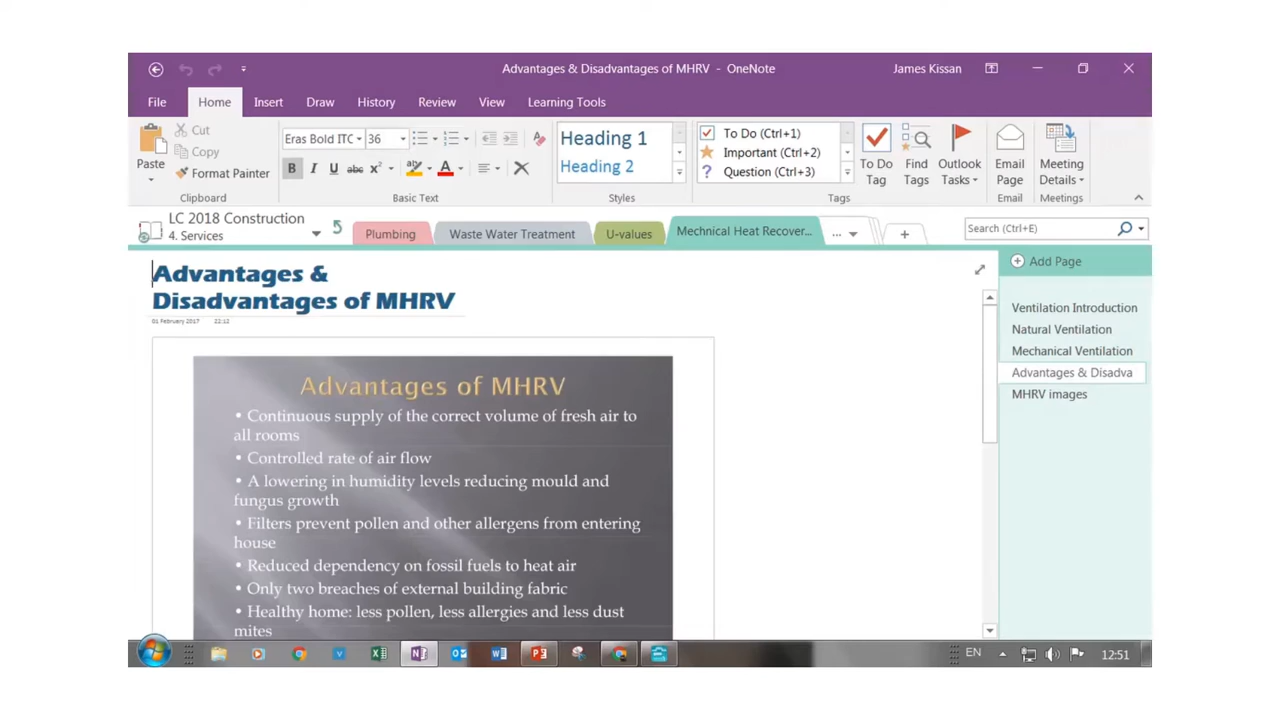 Advantages & Disadvantages of MHRV - OneNote
James Kissan
File
Home
Insert
Draw
History
Review
View
Learning Tools
Paste
Cut
Copy
Format Painter
Clipboard
Eras Bold ITC
36
B I U abc x²
A
Basic Text
Heading 1
Heading 2
Styles
To Do (Ctrl+1)
Important (Ctrl+2)
Question (Ctrl+3)
Tags
To Do
Tag
Find
Tags
Outlook
Tasks
Email
Page
Email
Meeting
Details
Meetings
LC 2018 Construction
4. Services
Plumbing
Waste Water Treatment
U-values
Mechnical Heat Recover...
...
Search (Ctrl+E)
Advantages &
Disadvantages of MHRV
01 February 2017 22:12
Advantages of MHRV
• Continuous supply of the correct volume of fresh air to
all rooms
• Controlled rate of air flow
• A lowering in humidity levels reducing mould and
fungus growth
• Filters prevent pollen and other allergens from entering
house
• Reduced dependency on fossil fuels to heat air
• Only two breaches of external building fabric
• Healthy home: less pollen, less allergies and less dust
mites
Add Page
Ventilation Introduction
Natural Ventilation
Mechanical Ventilation
Advantages & Disadva
MHRV images
EN
12:51